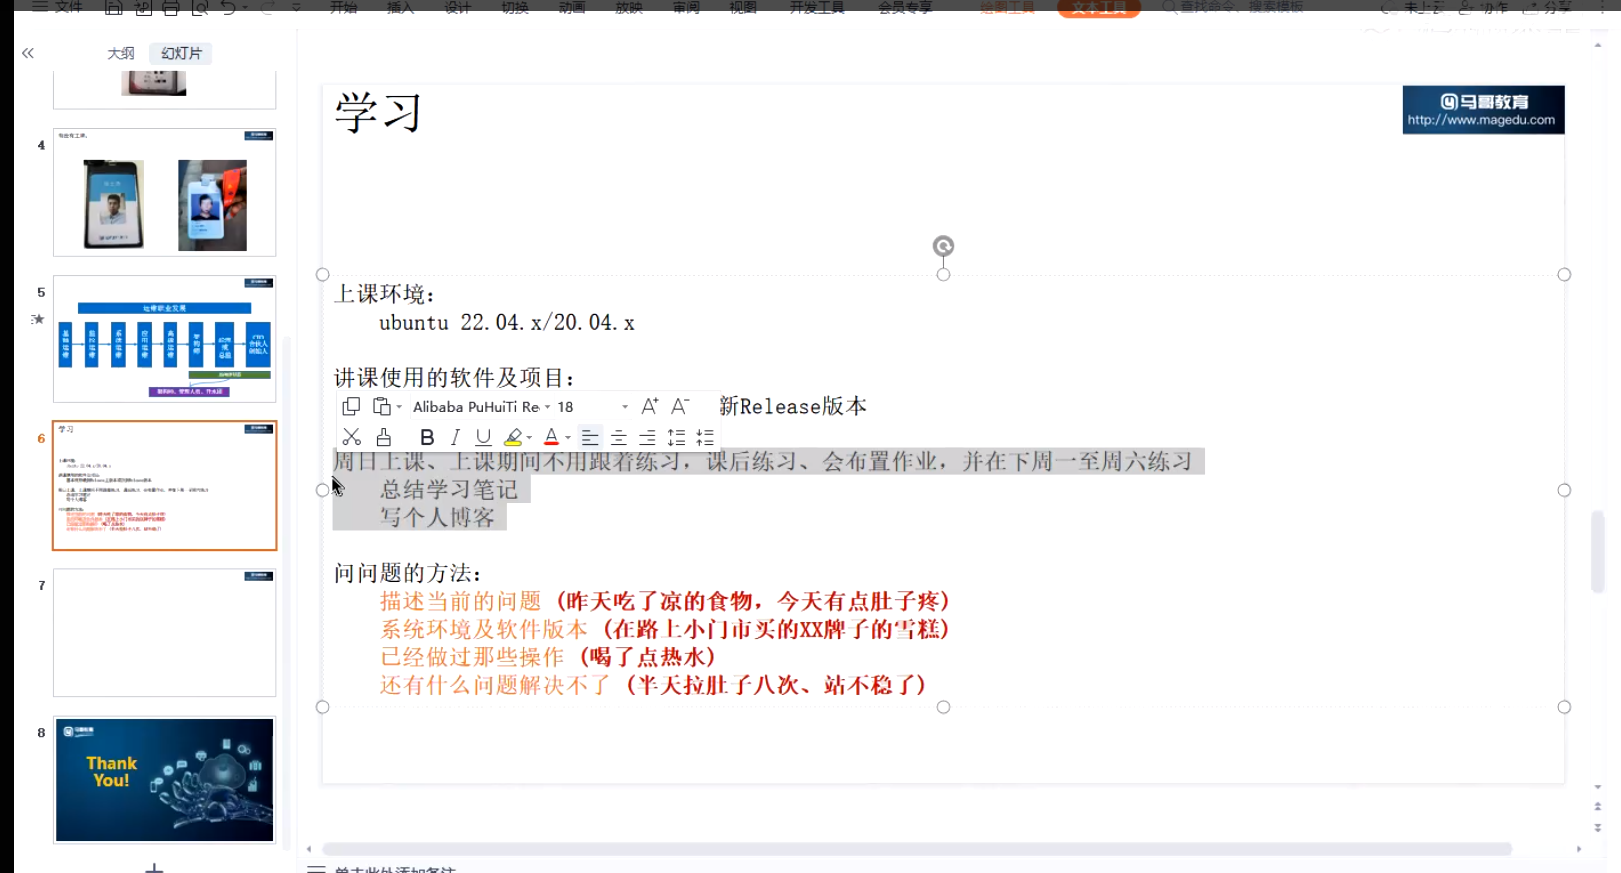 文件 开始 插入 设计 切换 动画 放映 审阅 视图 开发工具 会员专享 绘图工具 文本工具 查找命令、搜索模板 未上云 协作 分享
大纲 幻灯片
4
5
运维职业发展
6
学习
7
8
马哥教育
Thank
You!
学习
马哥教育
http://www.magedu.com
上课环境：
ubuntu 22.04.x/20.04.x
讲课使用的软件及项目：
新Release版本
Alibaba PuHuiTi Re 18
周日上课、上课期间不用跟着练习，课后练习、会布置作业，并在下周一至周六练习
总结学习笔记
写个人博客
问问题的方法：
描述当前的问题（昨天吃了凉的食物，今天有点肚子疼）
系统环境及软件版本（在路上小门市买的XX牌子的雪糕）
已经做过那些操作（喝了点热水）
还有什么问题解决不了（半天拉肚子八次、站不稳了）
单击此处添加备注